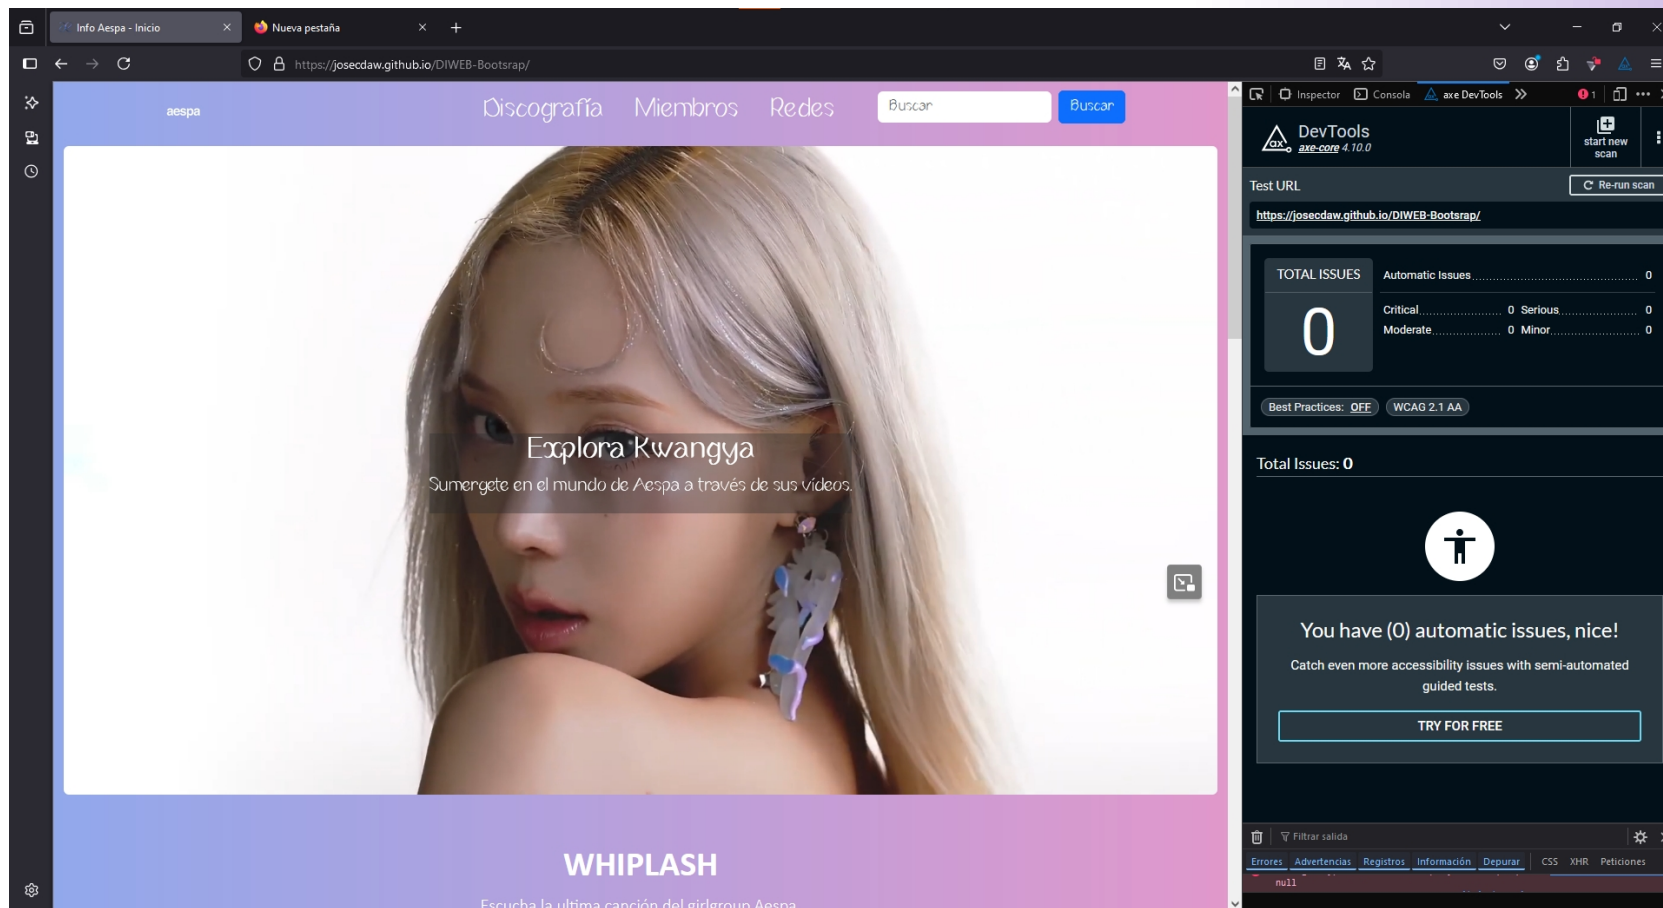 Info Aespa - Inicio
Nueva pestaña
https://josecdaw.github.io/DIWEB-Bootsrap/
aespa
Discografía Miembros Redes Buscar Buscar
Explora Kwangya
Sumergete en el mundo de Aespa a través de sus vídeos.
WHIPLASH
Escucha la ultima canción del girlgroup Aespa
Inspector Consola axe DevTools 1
ax DevTools
axe-core 4.10.0
start new
scan
Test URL
Re-run scan
https://josecdaw.github.io/DIWEB-Bootsrap/
TOTAL ISSUES
0
Automatic Issues 0
Critical 0 Serious 0
Moderate 0 Minor 0
Best Practices: OFF WCAG 2.1 AA
Total Issues: 0
You have (0) automatic issues, nice!
Catch even more accessibility issues with semi-automated
guided tests.
TRY FOR FREE
Filtrar salida
Errores Advertencias Registros Información Depurar CSS XHR Peticiones
null